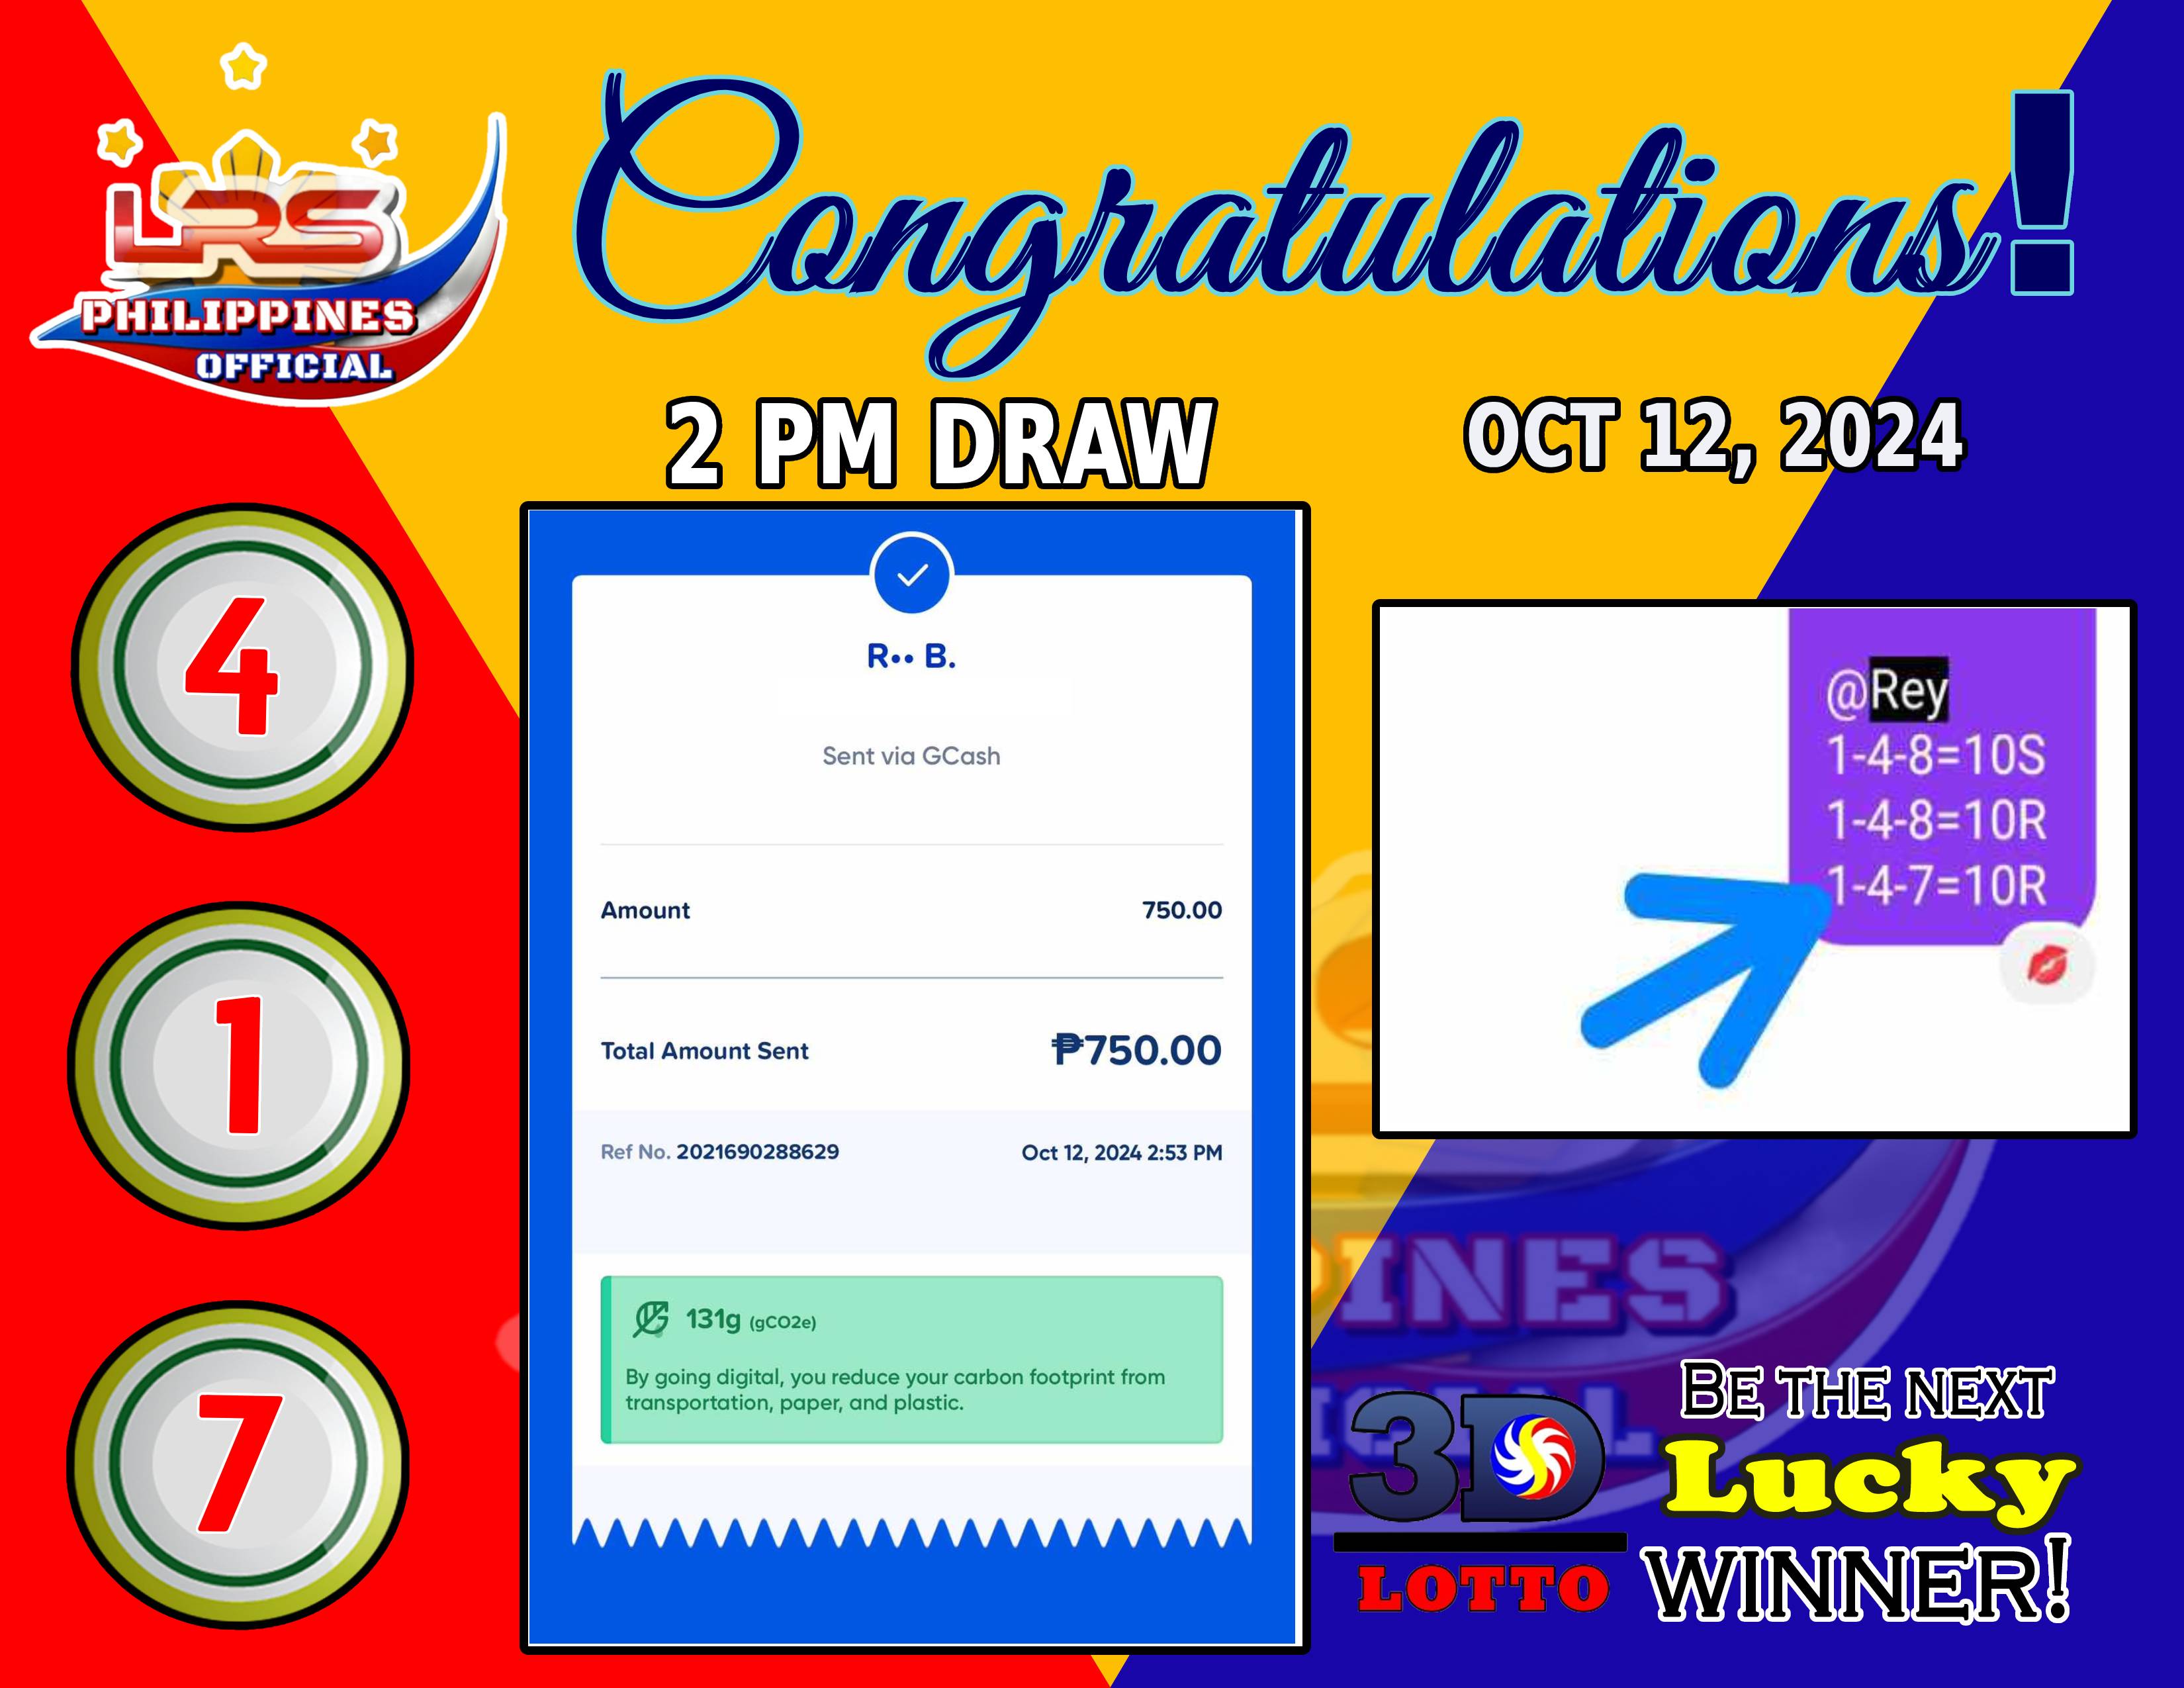 LRS
PHILIPPINES
OFFICIAL
Congratulations!
2 PM DRAW
OCT 12, 2024
4
1
7
R•• B.
Sent via GCash
Amount 750.00
Total Amount Sent ₱750.00
Ref No. 2021690288629 Oct 12, 2024 2:53 PM
131g (gCO2e)
By going digital, you reduce your carbon footprint from
transportation, paper, and plastic.
@Rey
1-4-8=10S
1-4-8=10R
1-4-7=10R
PINES
ICIAL
3D
LOTTO
BE THE NEXT
Lucky
WINNER!